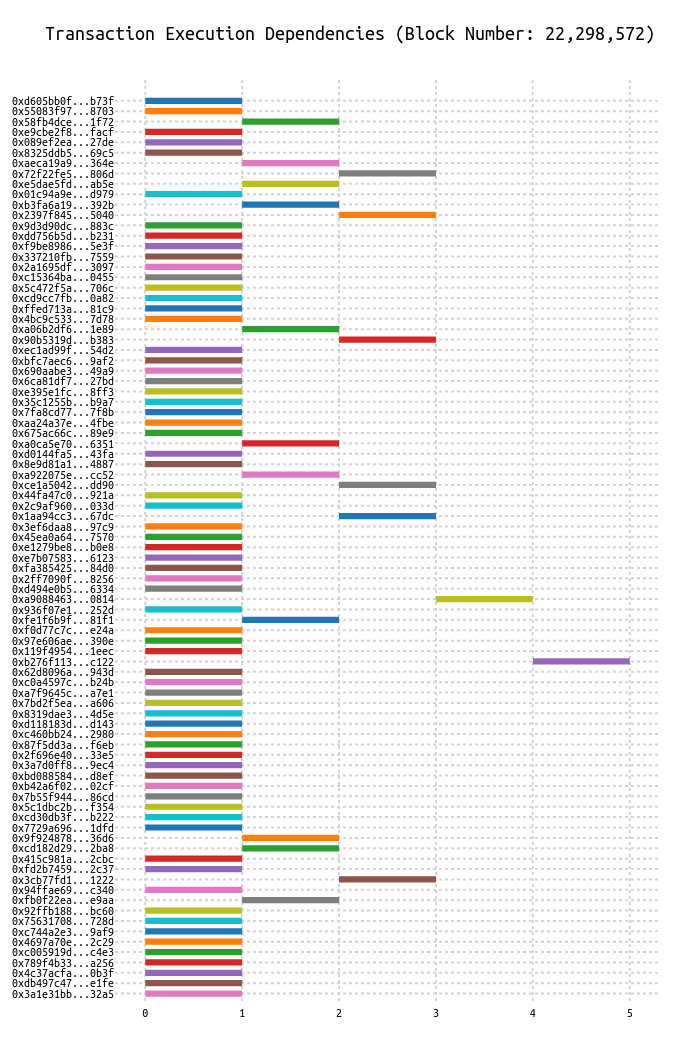 Transaction Execution Dependencies (Block Number: 22,298,572)
0xd605bb0f...b73f
0x55083f97...8703
0x58fb4dce...1f72
0xe9cbe2f8...facf
0x089ef2ea...27de
0x8325ddb5...69c5
0xaeca19a9...364e
0x72f22fe5...806d
0xe5dae5fd...ab5e
0x01c94a9e...d979
0xb3fa6a19...392b
0x2397f845...5040
0x9d3d90dc...883c
0xdd756b5d...b231
0xf9be8986...5e3f
0x337210fb...7559
0x2a1695df...3097
0xc15364ba...0455
0x5c472f5a...706c
0xcd9cc7fb...0a82
0xffed713a...81c9
0x4bc9c533...7d78
0xa06b2df6...1e89
0x90b5319d...b383
0xec1ad99f...54d2
0xbfc7aec6...9af2
0x690aabe3...49a9
0x6ca81df7...27bd
0xe395e1fc...8ff3
0x35c1255b...b9a7
0x7fa8cd77...7f8b
0xaa24a37e...4fbe
0x675ac66c...89e9
0xa0ca5e70...6351
0xd0144fa5...43fa
0x8e9d81a1...4887
0xa922075e...cc52
0xce1a5042...dd90
0x44fa47c0...921a
0x2c9af960...033d
0x1aa94cc3...67dc
0x3ef6daa8...97c9
0x45ea0a64...7570
0xe1279be8...b0e8
0xe7b07583...6123
0xfa385425...84d0
0x2ff7090f...8256
0xd494e0b5...6334
0xa9088463...0814
0x936f07e1...252d
0xfe1f6b9f...81f1
0xf0d77c7c...e24a
0x97e606ae...390e
0x119f4954...1eec
0xb276f113...c122
0x62d8096a...943d
0xc0a4597c...b24b
0xa7f9645c...a7e1
0x7bd2f5ea...a606
0x8319dae3...4d5e
0xd118183d...d143
0xc460bb24...2980
0x87f5dd3a...f6eb
0x2f696e40...33e5
0x3a7d0ff8...9ec4
0xbd088584...d8ef
0xb42a6f02...02cf
0x7b55f944...86cd
0x5c1dbc2b...f354
0xcd30db3f...b222
0x7729a696...1dfd
0x9f924878...36d6
0xcd182d29...2ba8
0x415c981a...2cbc
0xfd2b7459...2c37
0x3cb77fd1...1222
0x94ffae69...c340
0xfb0f22ea...e9aa
0x92ffb188...bc60
0x75631708...728d
0xc744a2e3...9af9
0x4697a70e...2c29
0xc005919d...c4e3
0x789f4b33...a256
0x4c37acfa...0b3f
0xdb497c47...e1fe
0x3a1e31bb...32a5
0 1 2 3 4 5